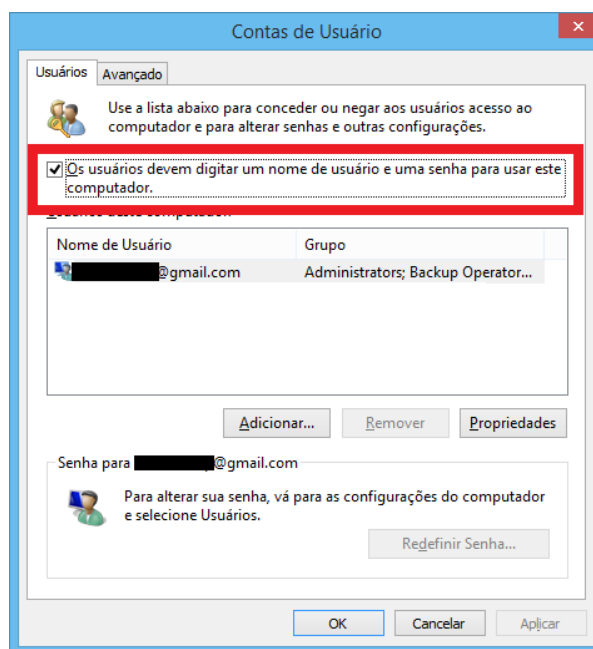 Contas de Usuário
Usuários
Avançado
Use a lista abaixo para conceder ou negar aos usuários acesso ao
computador e para alterar senhas e outras configurações.
Os usuários devem digitar um nome de usuário e uma senha para usar este
computador.
Nome de Usuário Grupo
@gmail.com Administrators; Backup Operator...
Adicionar... Remover Propriedades
Senha para @gmail.com
Para alterar sua senha, vá para as configurações do computador
e selecione Usuários.
Redefinir Senha...
OK Cancelar Aplicar